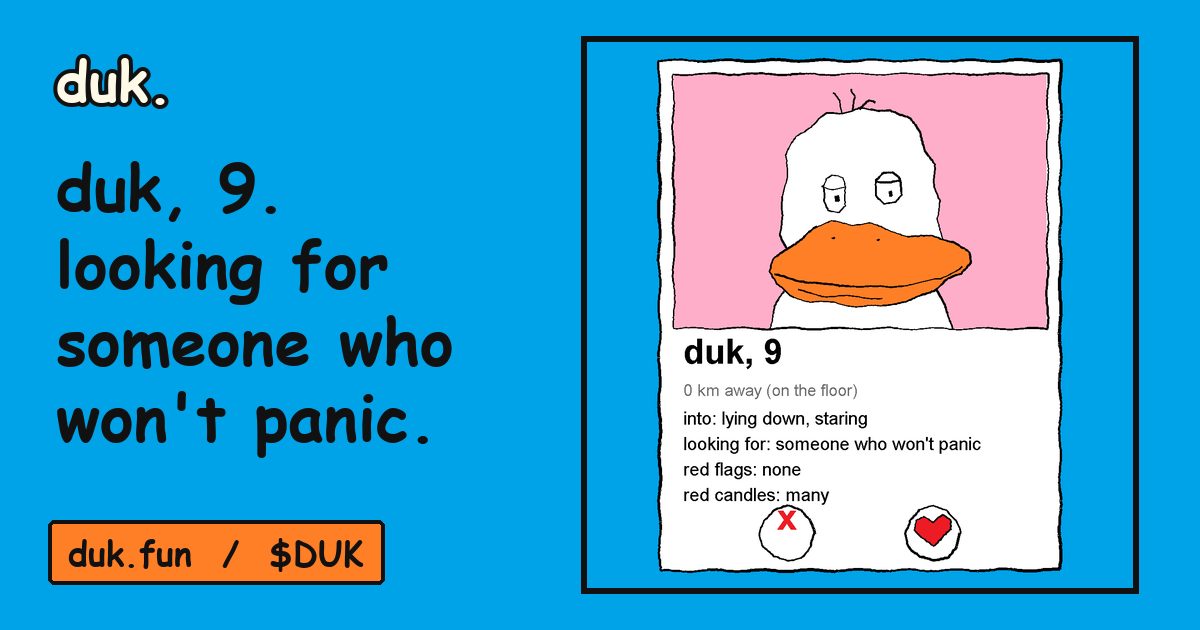 duk.
duk, 9.
looking for
someone who
won't panic.
duk.fun / $DUK
duk, 9
0 km away (on the floor)
into: lying down, staring
looking for: someone who won't panic
red flags: none
red candles: many
X